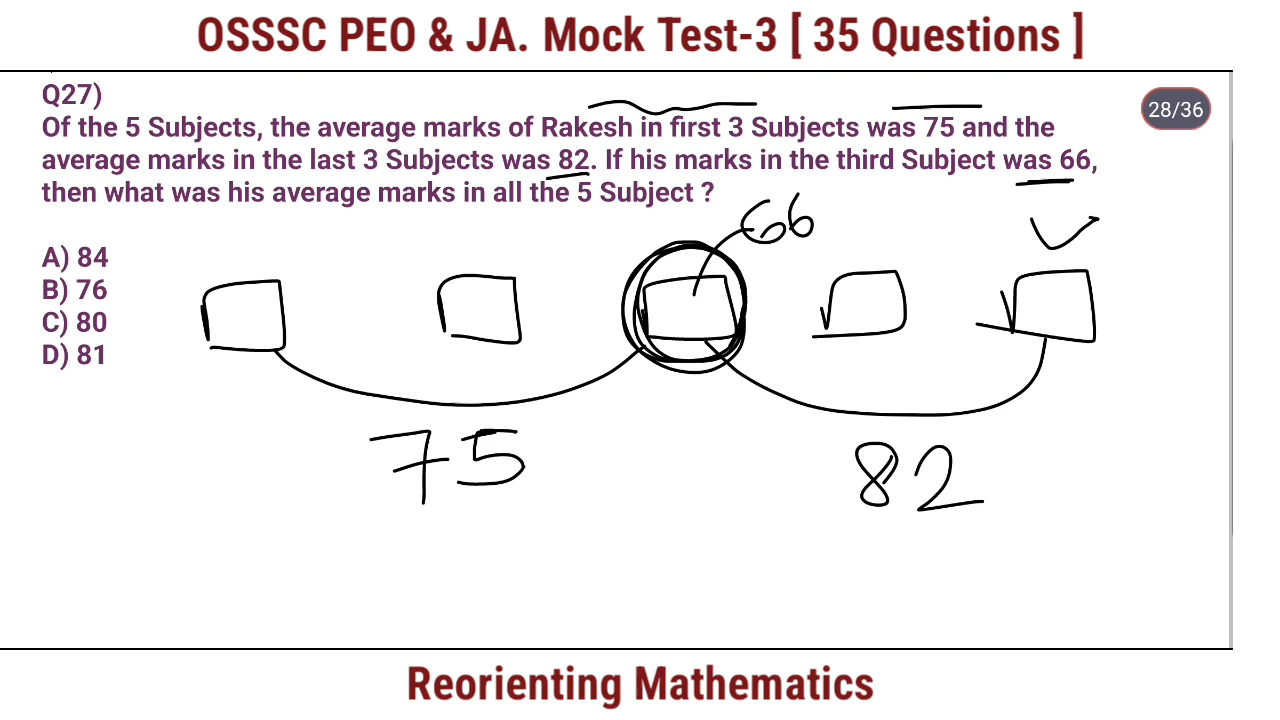 OSSSC PEO & JA. Mock Test-3 [ 35 Questions ]
28/36
Q27)
Of the 5 Subjects, the average marks of Rakesh in first 3 Subjects was 75 and the
average marks in the last 3 Subjects was 82. If his marks in the third Subject was 66,
then what was his average marks in all the 5 Subject ?
66
A) 84
B) 76
C) 80
D) 81
75
82
Reorienting Mathematics